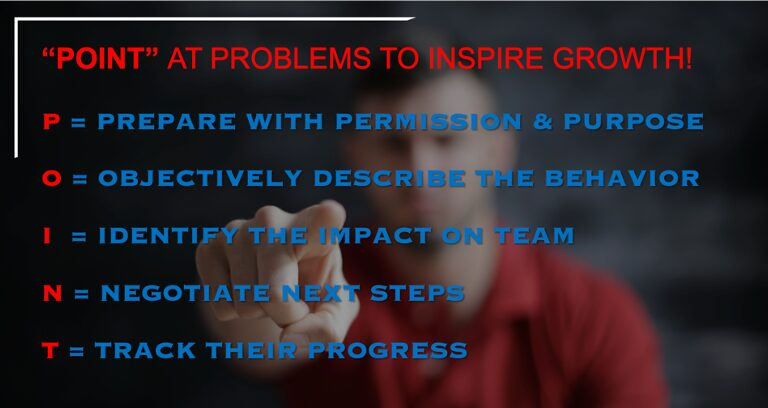 “POINT” AT PROBLEMS TO INSPIRE GROWTH!
P = PREPARE WITH PERMISSION & PURPOSE
O = OBJECTIVELY DESCRIBE THE BEHAVIOR
I = IDENTIFY THE IMPACT ON TEAM
N = NEGOTIATE NEXT STEPS
T = TRACK THEIR PROGRESS